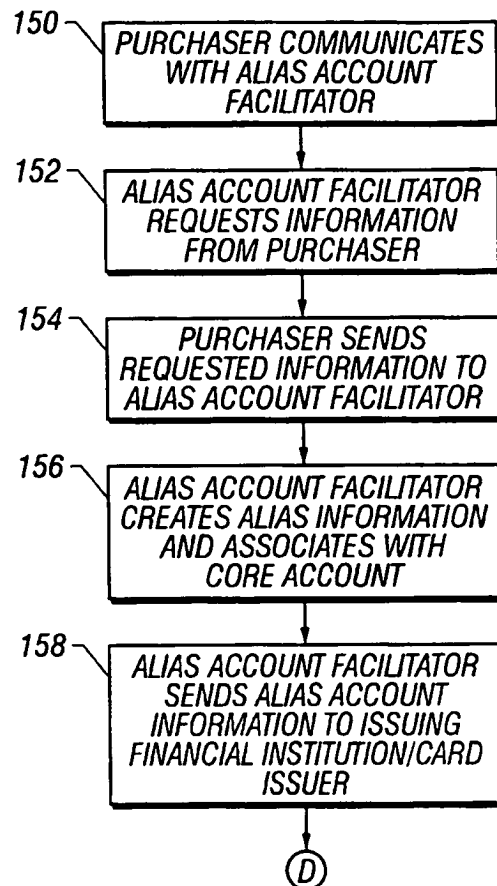 150
PURCHASER COMMUNICATES
WITH ALIAS ACCOUNT
FACILITATOR
152
ALIAS ACCOUNT FACILITATOR
REQUESTS INFORMATION
FROM PURCHASER
154
PURCHASER SENDS
REQUESTED INFORMATION TO
ALIAS ACCOUNT FACILITATOR
156
ALIAS ACCOUNT FACILITATOR
CREATES ALIAS INFORMATION
AND ASSOCIATES WITH
CORE ACCOUNT
158
ALIAS ACCOUNT FACILITATOR
SENDS ALIAS ACCOUNT
INFORMATION TO ISSUING
FINANCIAL INSTITUTION/CARD
ISSUER
D